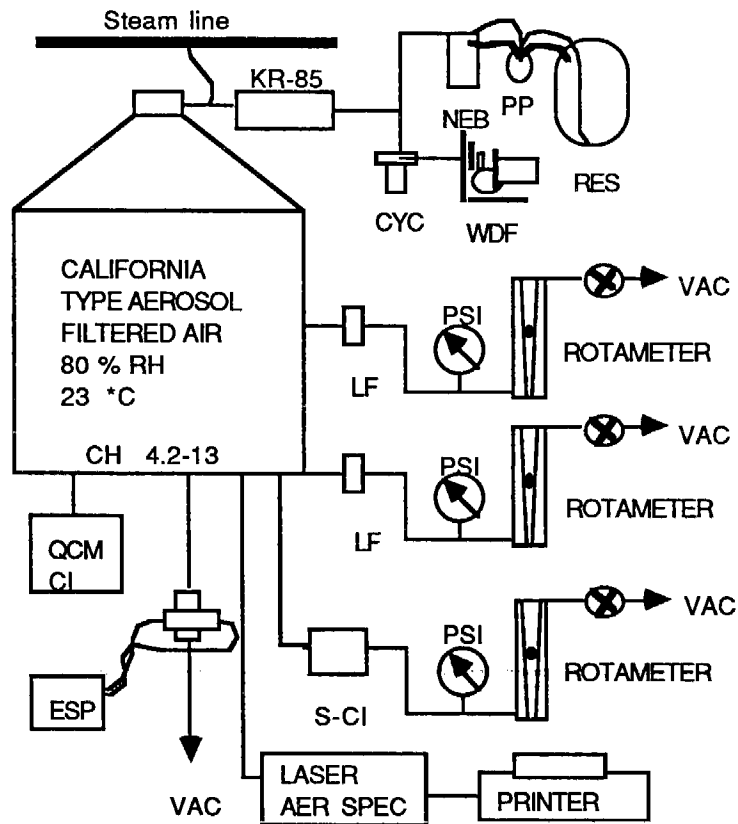 Steam line
KR-85
NEB
PP
RES
CYC
WDF
CALIFORNIA
TYPE AEROSOL
FILTERED AIR
80 % RH
23 *C
CH 4.2-13
LF
PSI
VAC
ROTAMETER
LF
PSI
VAC
ROTAMETER
QCM
CI
ESP
VAC
S-CI
PSI
VAC
ROTAMETER
LASER
AER SPEC
PRINTER